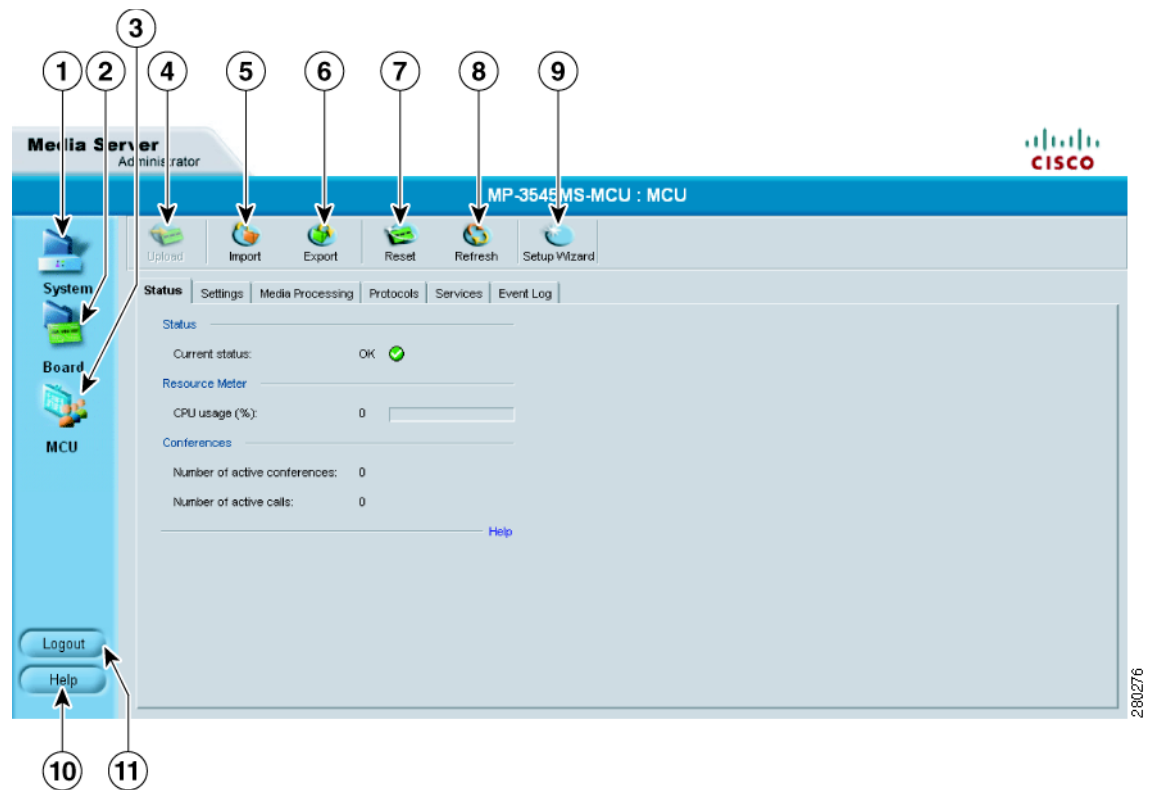 3
1 2 4 5 6 7 8 9
Media Server
Administrator
CISCO
MP-3545MS-MCU : MCU
Upload Import Export Reset Refresh Setup Wizard
System
Board
MCU
Status Settings Media Processing Protocols Services Event Log
Status
Current status: OK
Resource Meter
CPU usage (%): 0
Conferences
Number of active conferences: 0
Number of active calls: 0
Help
Logout
Help
280276
10 11